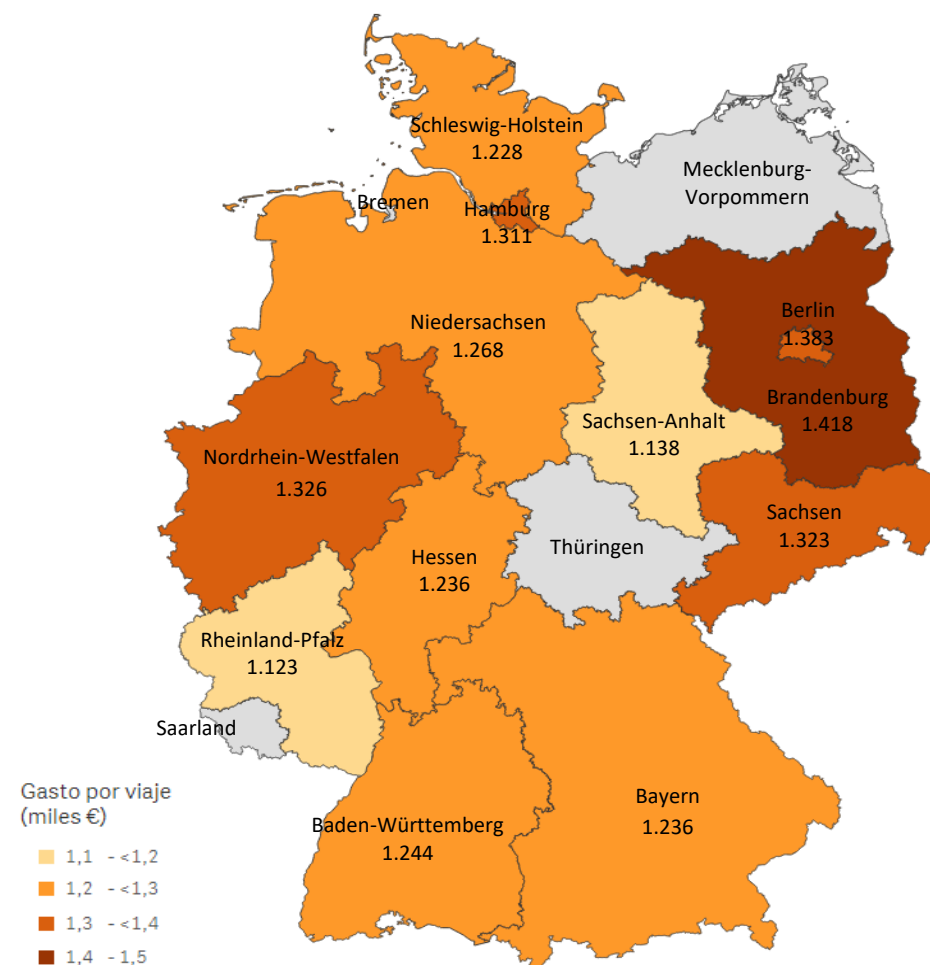 Schleswig-Holstein
1.228
Mecklenburg-
Vorpommern
Bremen
Hamburg
1.311
Berlin
1.383
Niedersachsen
1.268
Brandenburg
1.418
Sachsen-Anhalt
1.138
Nordrhein-Westfalen
1.326
Sachsen
1.323
Thüringen
Hessen
1.236
Rheinland-Pfalz
1.123
Saarland
Bayern
1.236
Baden-Württemberg
1.244
Gasto por viaje
(miles €)
1,1 - <1,2
1,2 - <1,3
1,3 - <1,4
1,4 - 1,5